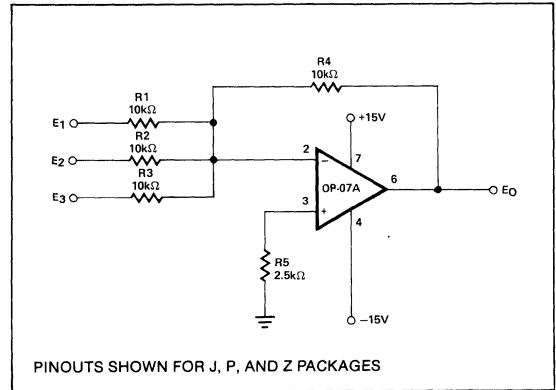 R4
10kΩ
R1
10kΩ
E1
+15V
R2
10kΩ
E2
2
7
R3
10kΩ
OP-07A
6
EO
E3
3
4
R5
2.5kΩ
−15V
PINOUTS SHOWN FOR J, P, AND Z PACKAGES